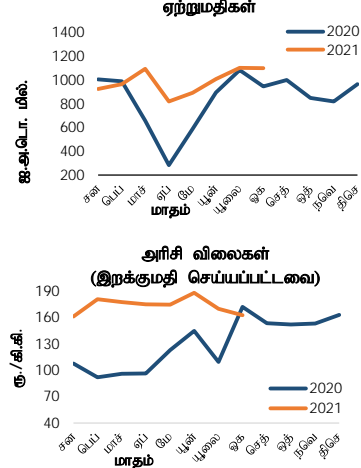 ஏற்றுமதிகள்
2020
2021
1400
1200
1000
800
600
400
200
ஐ.அ.டொ. மில்.
சன
பெப்
மாச்
ஏப்
மே
யூன்
யூலை
ஓக
செத்
ஒத்
நவே
திசெ
மாதம்
அரிசி விலைகள்
(இறக்குமதி செய்யப்பட்டவை)
190
160
130
100
70
40
ரூ./கி.கி.
2020
2021
சன
பெப்
மாச்
ஏப்
மே
யூன்
யூலை
ஓக
செத்
ஒத்
நவே
திசெ
மாதம்